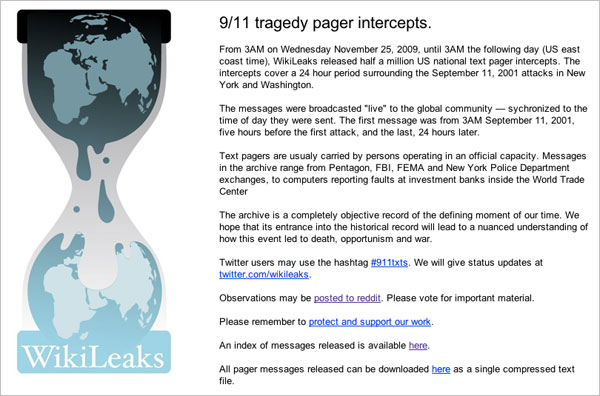 9/11 tragedy pager intercepts.
From 3AM on Wednesday November 25, 2009, until 3AM the following day (US east
coast time), WikiLeaks released half a million US national text pager intercepts. The
intercepts cover a 24 hour period surrounding the September 11, 2001 attacks in New
York and Washington.
The messages were broadcasted "live" to the global community — sychronized to the
time of day they were sent. The first message was from 3AM September 11, 2001,
five hours before the first attack, and the last, 24 hours later.
Text pagers are usualy carried by persons operating in an official capacity. Messages
in the archive range from Pentagon, FBI, FEMA and New York Police Department
exchanges, to computers reporting faults at investment banks inside the World Trade
Center
The archive is a completely objective record of the defining moment of our time. We
hope that its entrance into the historical record will lead to a nuanced understanding of
how this event led to death, opportunism and war.
Twitter users may use the hashtag #911txts. We will give status updates at
twitter.com/wikileaks.
Observations may be posted to reddit. Please vote for important material.
Please remember to protect and support our work.
An index of messages released is available here.
All pager messages released can be downloaded here as a single compressed text
file.
WikiLeaks